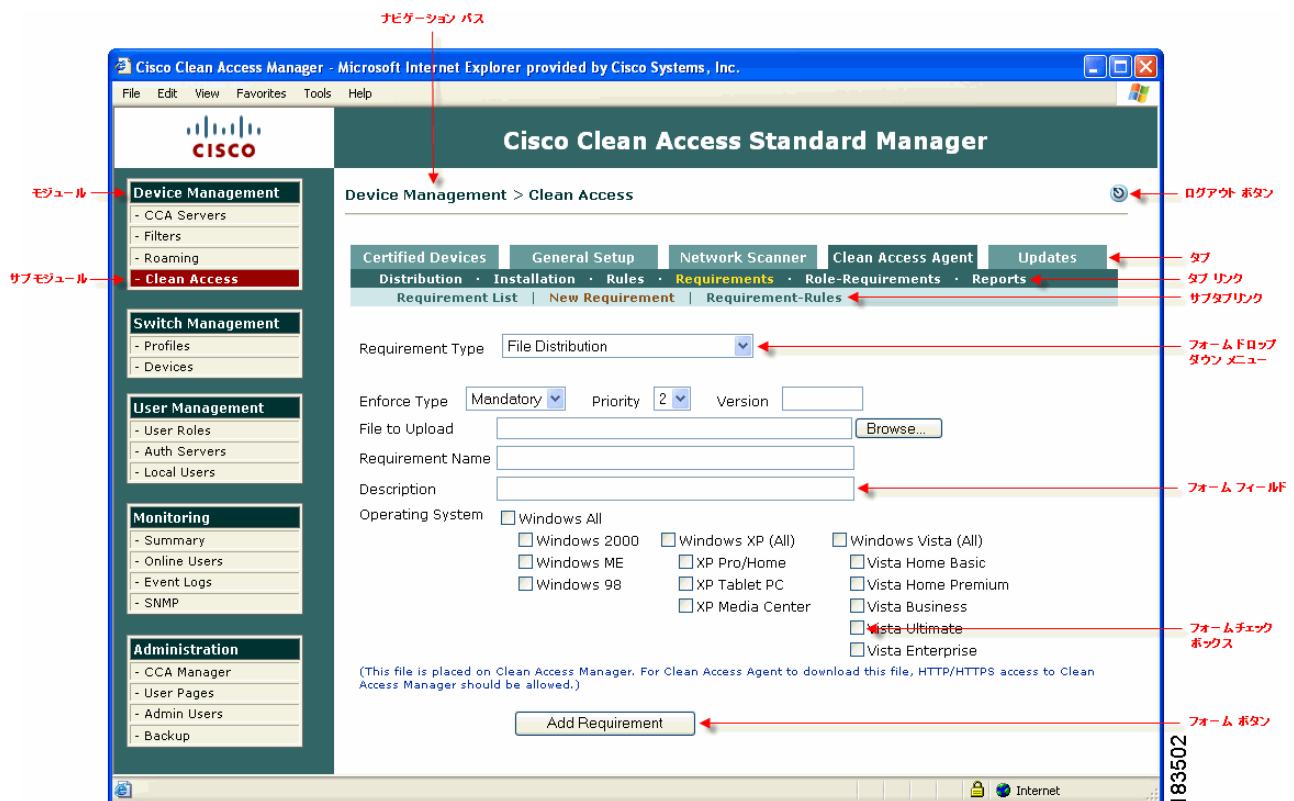 ナビゲーション パス
Cisco Clean Access Manager - Microsoft Internet Explorer provided by Cisco Systems, Inc.
File Edit View Favorites Tools Help
CISCO
Cisco Clean Access Standard Manager
モジュール
Device Management
- CCA Servers
- Filters
- Roaming
サブモジュール
- Clean Access
Switch Management
- Profiles
- Devices
User Management
- User Roles
- Auth Servers
- Local Users
Monitoring
- Summary
- Online Users
- Event Logs
- SNMP
Administration
- CCA Manager
- User Pages
- Admin Users
- Backup
Device Management > Clean Access
ログアウト ボタン
Certified Devices General Setup Network Scanner Clean Access Agent Updates
タブ
Distribution · Installation · Rules · Requirements · Role-Requirements · Reports
タブ リンク
Requirement List | New Requirement | Requirement-Rules
サブタブリンク
Requirement Type File Distribution
フォームドロップ
ダウン メニュー
Enforce Type Mandatory Priority 2 Version
File to Upload Browse...
Requirement Name
Description
フォーム フィールド
Operating System Windows All
Windows 2000 Windows XP (All) Windows Vista (All)
Windows ME XP Pro/Home Vista Home Basic
Windows 98 XP Tablet PC Vista Home Premium
XP Media Center Vista Business
Vista Ultimate
フォームチェック
ボックス
Vista Enterprise
(This file is placed on Clean Access Manager. For Clean Access Agent to download this file, HTTP/HTTPS access to Clean
Access Manager should be allowed.)
Add Requirement
フォーム ボタン
Internet
183502